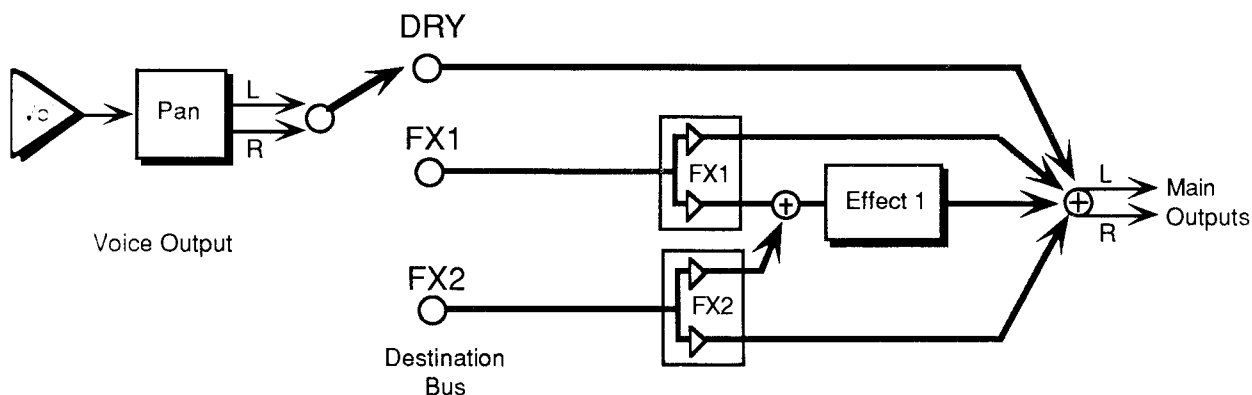 DRY
Pan
L
R
FX1
FX1
Effect 1
L
R
Main
Outputs
Voice Output
FX2
FX2
Destination
Bus